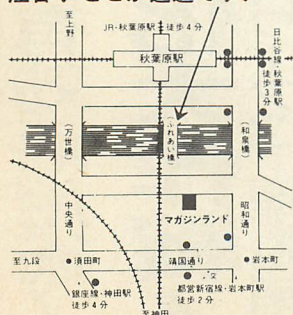 至上野
JR・秋葉原駅
徒歩4分
秋葉原駅
日比谷線・秋葉原駅
徒歩3分
(万世橋)
(ふれあい橋)
(和泉橋)
中央通り
マガジンランド
昭和通り
至九段
須田町
靖国通り
岩本町
銀座線・神田駅
徒歩4分
都営新宿線・岩本町駅
徒歩2分
至神田